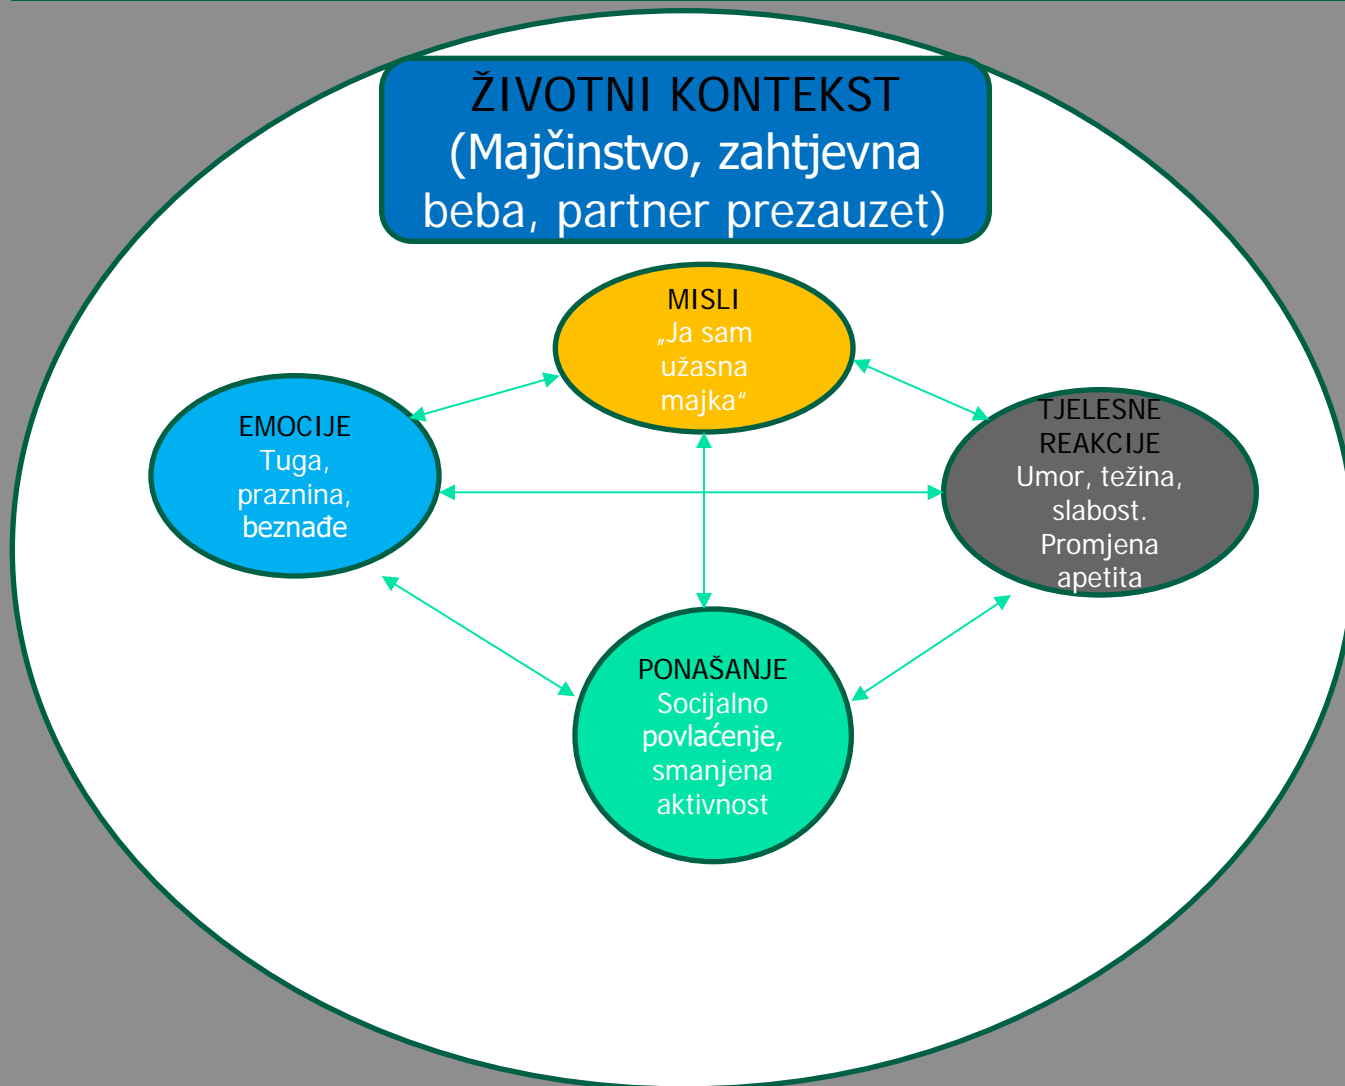 ŽIVOTNI KONTEKST
(Majčinstvo, zahtjevna
beba, partner prezauzet)
MISLI
„Ja sam
užasna
majka“
EMOCIJE
Tuga,
praznina,
beznađe
TJELESNE
REAKCIJE
Umor, težina,
slabost.
Promjena
apetita
PONAŠANJE
Socijalno
povlaćenje,
smanjena
aktivnost